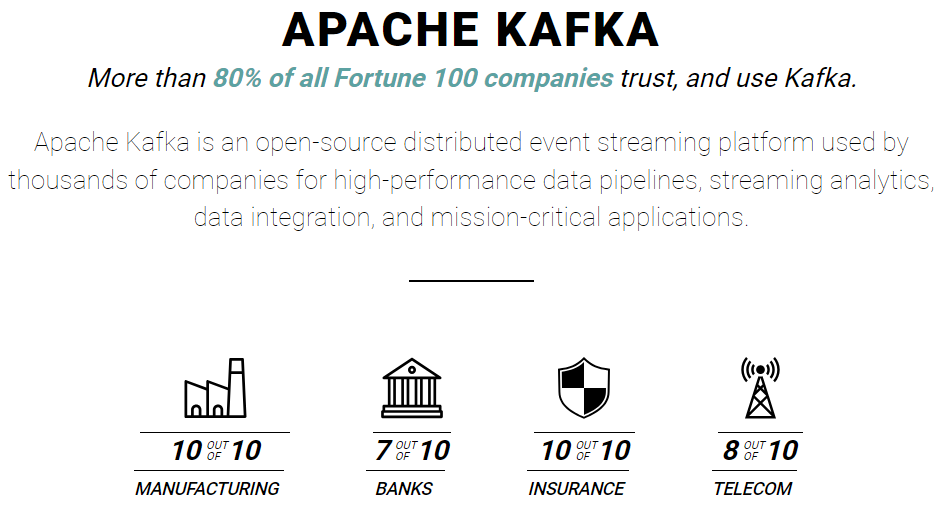 APACHE KAFKA
More than 80% of all Fortune 100 companies trust, and use Kafka.
Apache Kafka is an open-source distributed event streaming platform used by
thousands of companies for high-performance data pipelines, streaming analytics,
data integration, and mission-critical applications.
10 OUT OF 10
MANUFACTURING
7 OUT OF 10
BANKS
10 OUT OF 10
INSURANCE
8 OUT OF 10
TELECOM